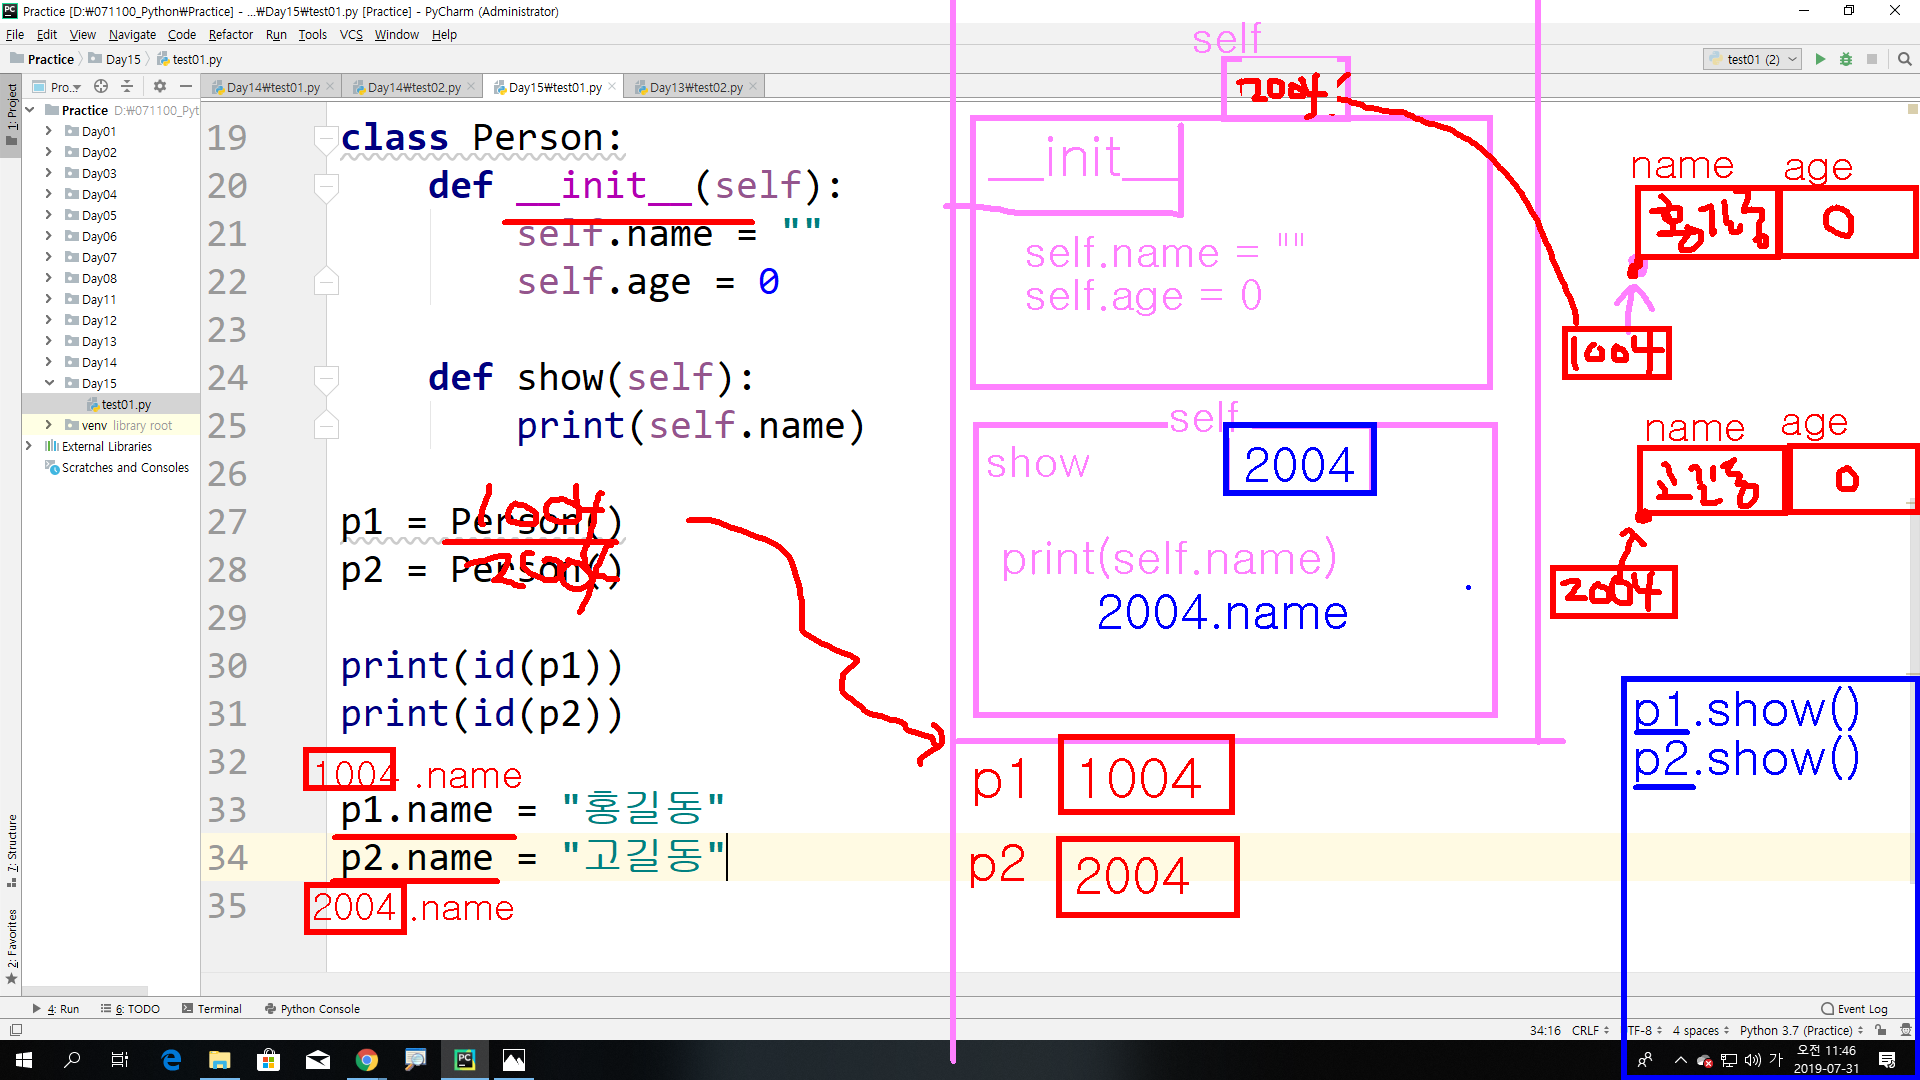 Practice [D:₩071100_Python₩Practice] - ...₩Day15₩test01.py [Practice] - PyCharm (Administrator)
File Edit View Navigate Code Refactor Run Tools VCS Window Help
Practice Day15 test01.py
test01 (2)
1: Project
Pro...
Day14₩test01.py
Day14₩test02.py
Day15₩test01.py
Day13₩test02.py
Practice D:₩071100_Pyt
Day01
Day02
Day03
Day04
Day05
Day06
Day07
Day08
Day11
Day12
Day13
Day14
Day15
test01.py
venv library root
External Libraries
Scratches and Consoles
7: Structure
2: Favorites
19 class Person:
20 def __init__(self):
21 self.name = ""
22 self.age = 0
23
24 def show(self):
25 print(self.name)
26
27 p1 = Person()
1004
28 p2 = Person()
2004
29
30 print(id(p1))
31 print(id(p2))
32
1004 .name
33 p1.name = "홍길동"
34 p2.name = "고길동"
35
2004 .name
self
2004
__init__
self.name = ""
self.age = 0
self
show 2004
print(self.name)
2004.name
p1 1004
p2 2004
name age
홍길동 0
1004
name age
고길동 0
2004
p1.show()
p2.show()
4: Run 6: TODO Terminal Python Console
Event Log
34:16 CRLF TF-8 4 spaces Python 3.7 (Practice)
가
오전 11:46
2019-07-31